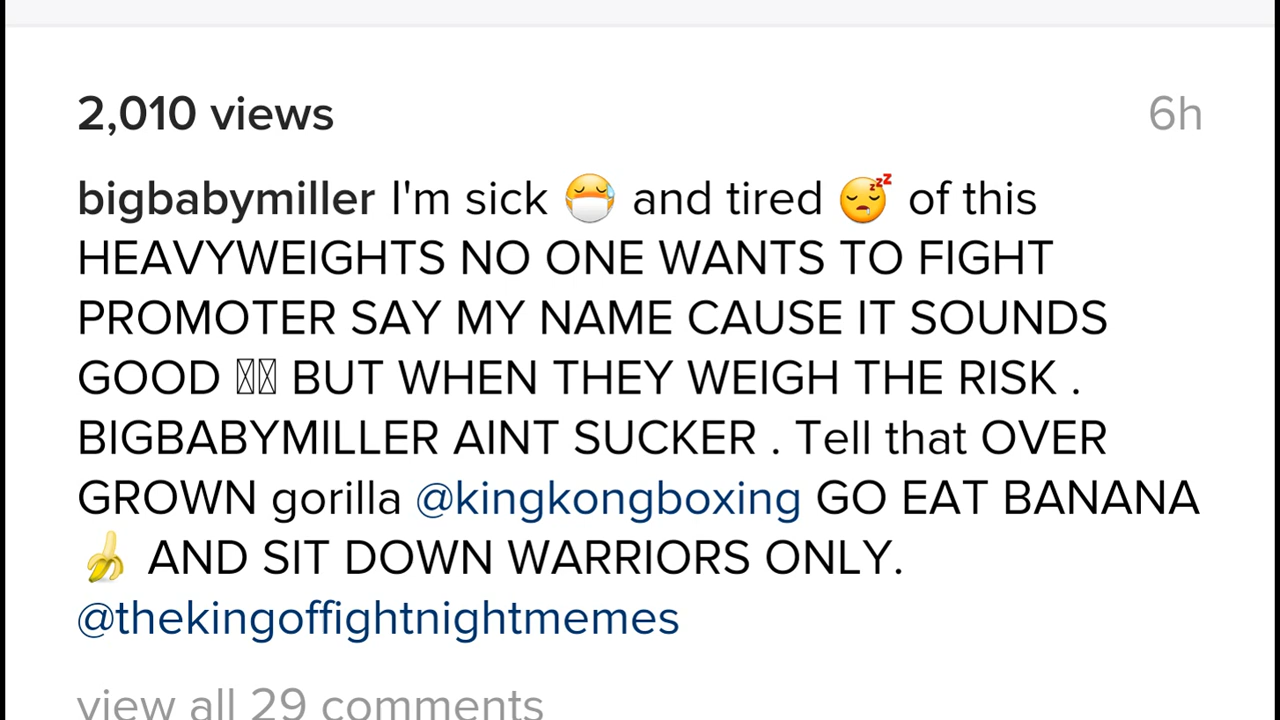 2,010 views 6h
bigbabymiller I'm sick 😷 and tired 😴 of this
HEAVYWEIGHTS NO ONE WANTS TO FIGHT
PROMOTER SAY MY NAME CAUSE IT SOUNDS
GOOD BUT WHEN THEY WEIGH THE RISK .
BIGBABYMILLER AINT SUCKER . Tell that OVER
GROWN gorilla @kingkongboxing GO EAT BANANA
🍌 AND SIT DOWN WARRIORS ONLY.
@thekingoffightnightmemes
view all 29 comments